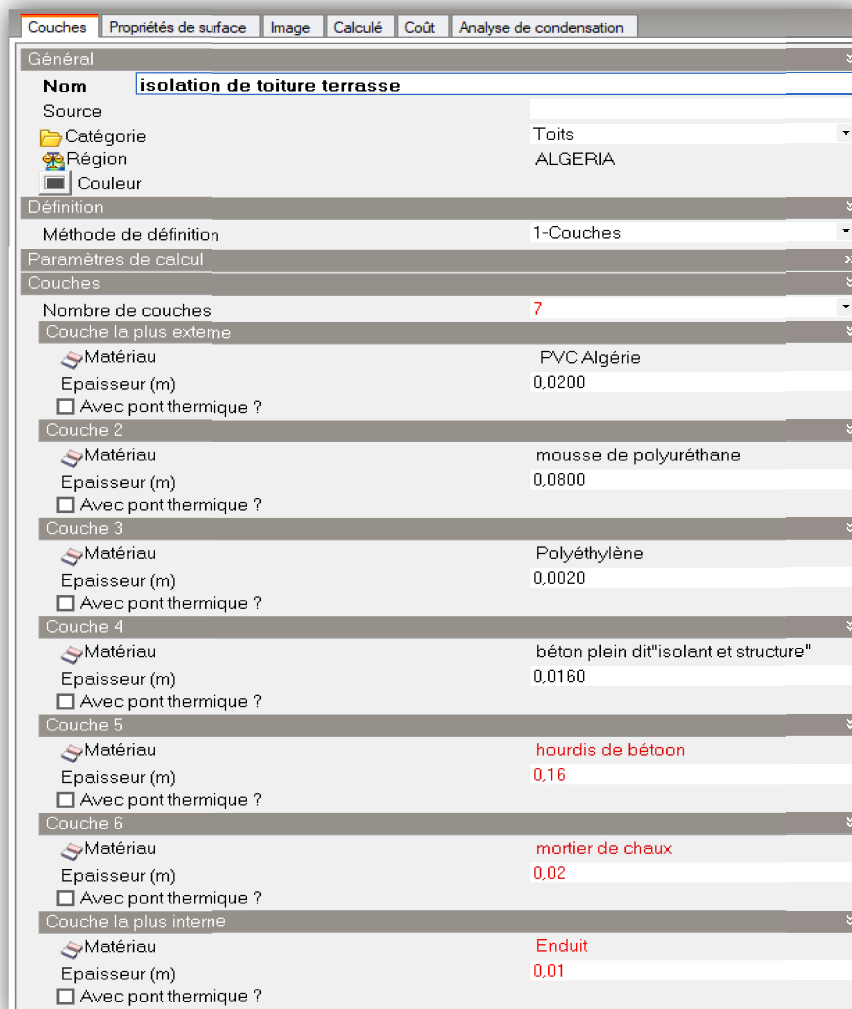 Couches Propriétés de surface Image Calculé Coût Analyse de condensation
Général
Nom isolation de toiture terrasse
Source
Catégorie Toits
Région ALGERIA
Couleur
Définition
Méthode de définition 1-Couches
Paramètres de calcul
Couches
Nombre de couches 7
Couche la plus externe
Matériau PVC Algérie
Epaisseur (m) 0,0200
Avec pont thermique ?
Couche 2
Matériau mousse de polyuréthane
Epaisseur (m) 0,0800
Avec pont thermique ?
Couche 3
Matériau Polyéthylène
Epaisseur (m) 0,0020
Avec pont thermique ?
Couche 4
Matériau béton plein dit"isolant et structure"
Epaisseur (m) 0,0160
Avec pont thermique ?
Couche 5
Matériau hourdis de bétoon
Epaisseur (m) 0,16
Avec pont thermique ?
Couche 6
Matériau mortier de chaux
Epaisseur (m) 0,02
Avec pont thermique ?
Couche la plus interne
Matériau Enduit
Epaisseur (m) 0,01
Avec pont thermique ?